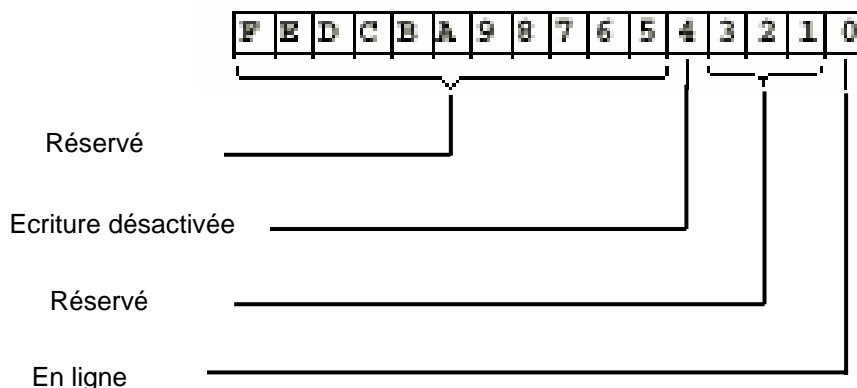 F E D C B A 9 8 7 6 5 4 3 2 1 0
Réservé
Ecriture désactivée
Réservé
En ligne